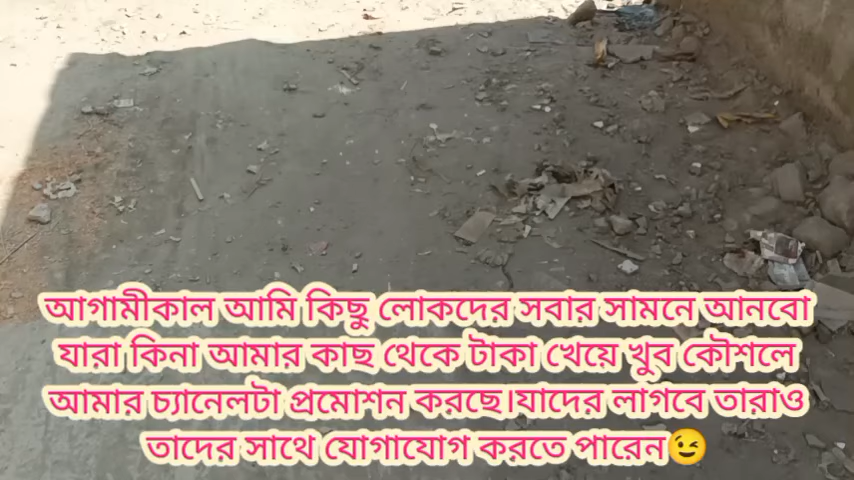 আগামীকাল আমি কিছু লোকদের সবার সামনে আনবো
যারা কিনা আমার কাছ থেকে টাকা খেয়ে খুব কৌশলে
আমার চ্যানেলটা প্রমোশন করছে।যাদের লাগবে তারাও
তাদের সাথে যোগাযোগ করতে পারেন😉